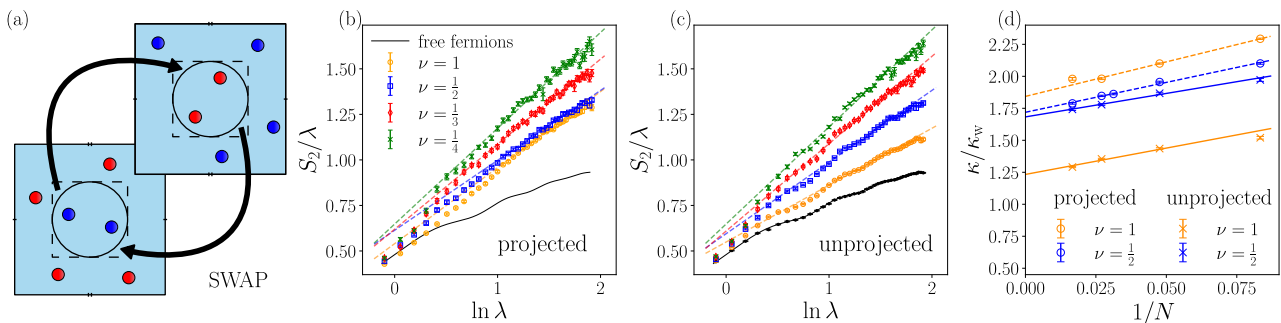 (a)
SWAP
(b)
S₂/λ
1.50
1.25
1.00
0.75
0.50
free fermions
ν = 1
ν = 1/2
ν = 1/3
ν = 1/4
projected
0 1 2
ln λ
(c)
S₂/λ
1.50
1.25
1.00
0.75
0.50
unprojected
0 1 2
ln λ
(d)
κ/κ_w
2.25
2.00
1.75
1.50
1.25
1.00
0.75
0.50
projected unprojected
ν = 1 ν = 1
ν = 1/2 ν = 1/2
0.000 0.025 0.050 0.075
1/N